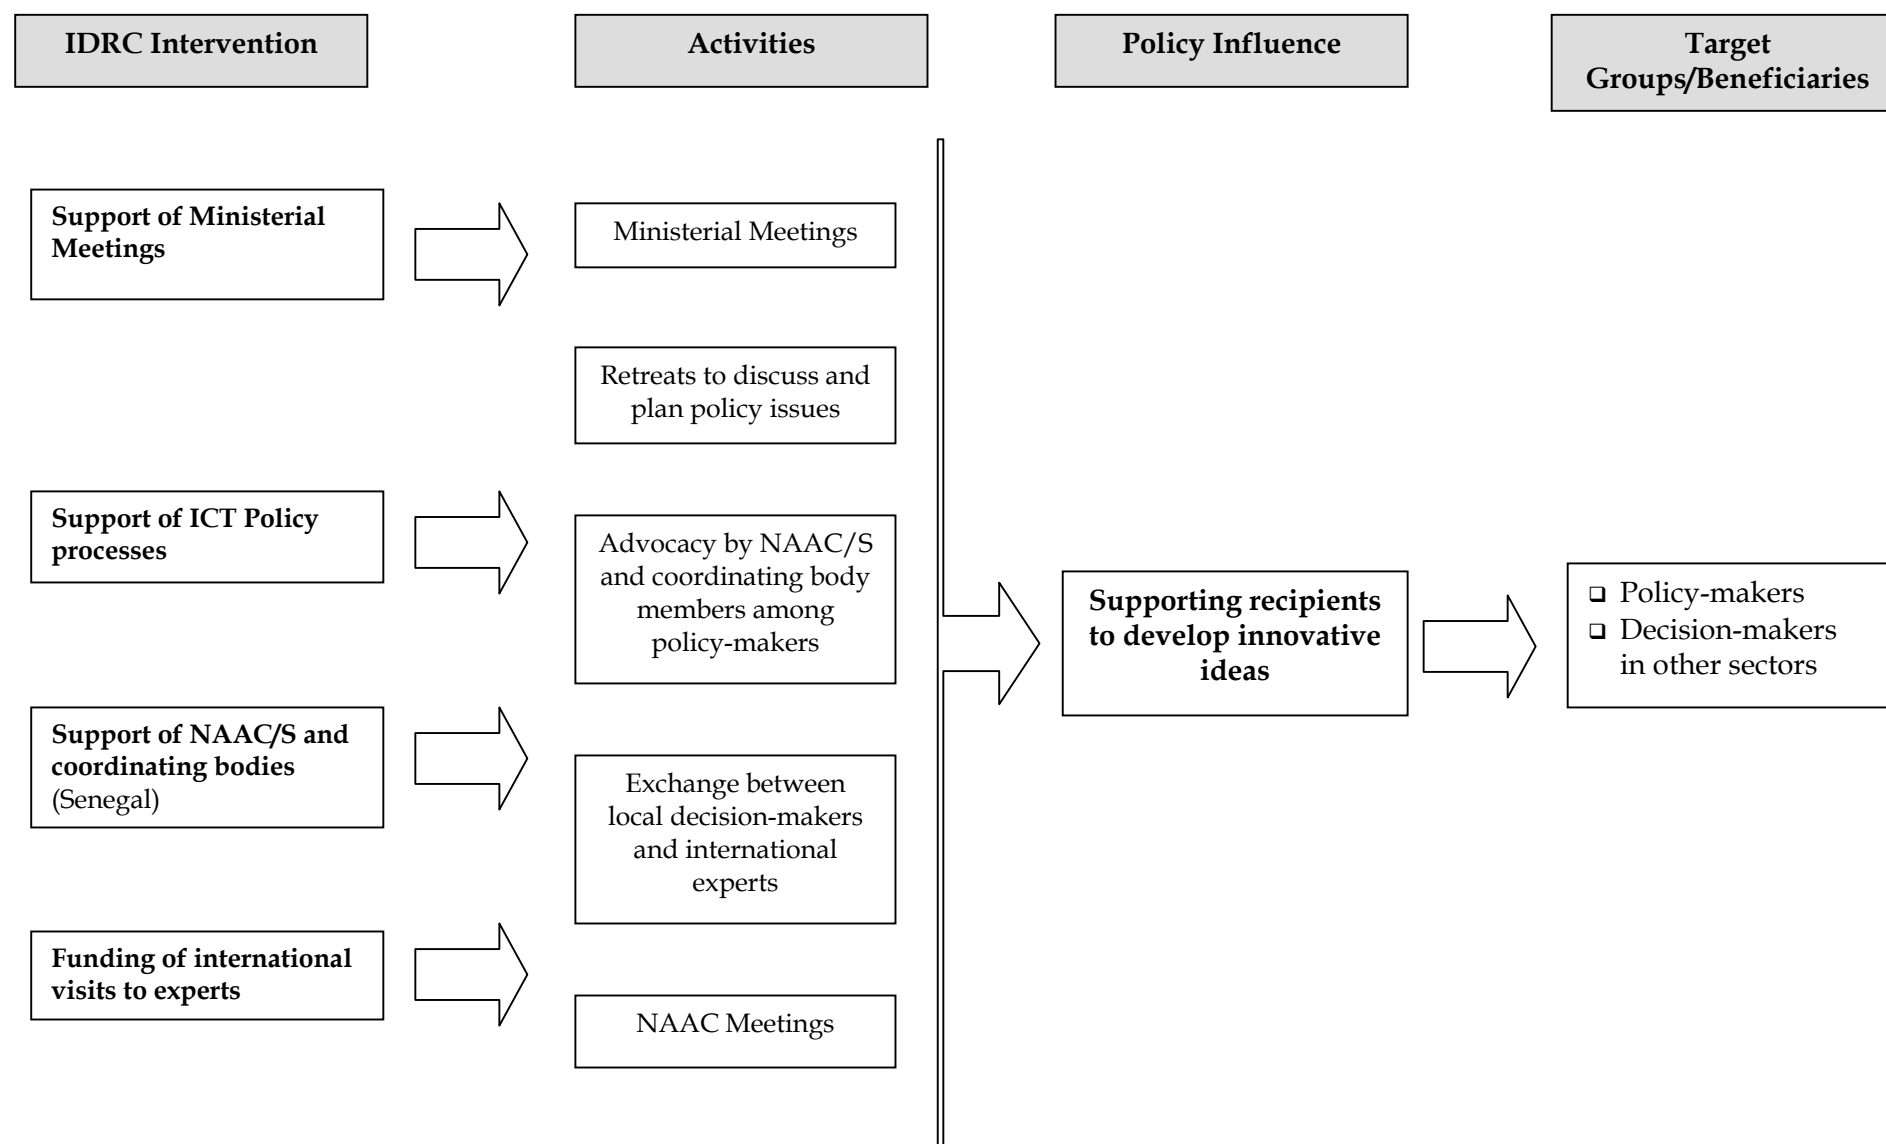 IDRC Intervention
Activities
Policy Influence
Target
Groups/Beneficiaries
Support of Ministerial
Meetings
Support of ICT Policy
processes
Support of NAAC/S and
coordinating bodies
(Senegal)
Funding of international
visits to experts
Ministerial Meetings
Retreats to discuss and
plan policy issues
Advocacy by NAAC/S
and coordinating body
members among
policy-makers
Exchange between
local decision-makers
and international
experts
NAAC Meetings
Supporting recipients
to develop innovative
ideas
❑ Policy-makers
❑ Decision-makers
in other sectors